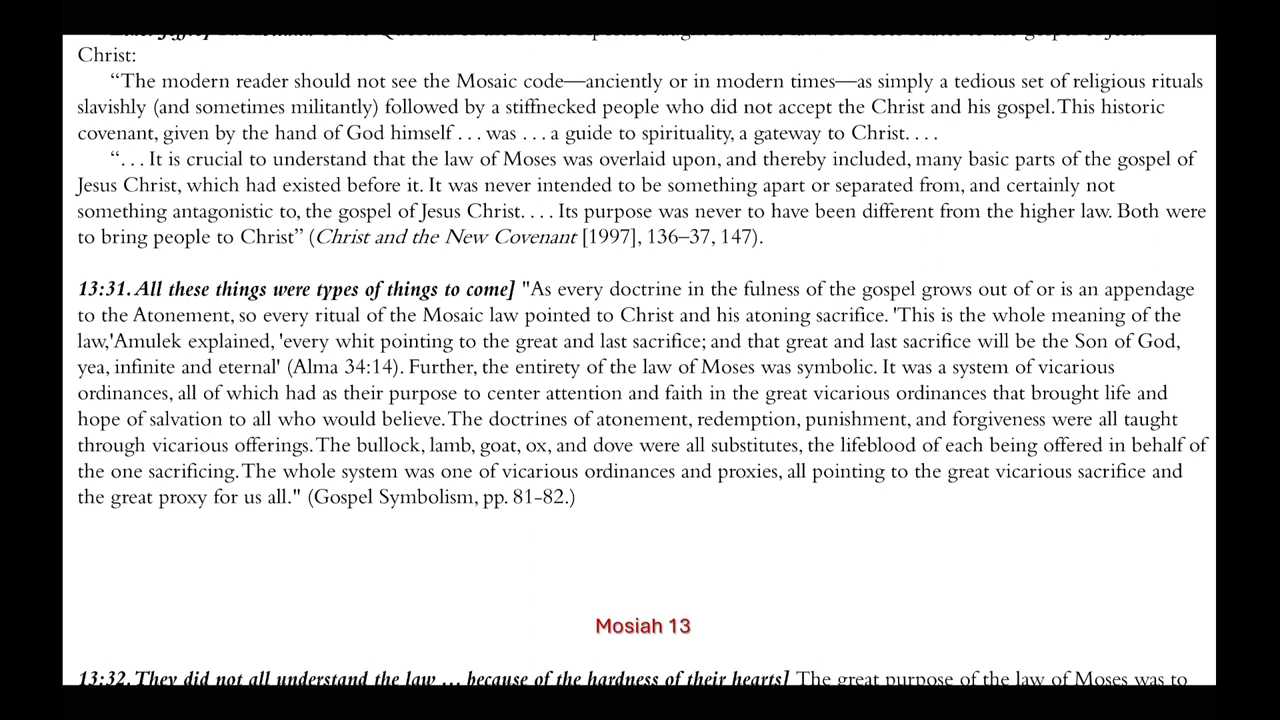 Christ:
“The modern reader should not see the Mosaic code—anciently or in modern times—as simply a tedious set of religious rituals
slavishly (and sometimes militantly) followed by a stiffnecked people who did not accept the Christ and his gospel. This historic
covenant, given by the hand of God himself . . . was . . . a guide to spirituality, a gateway to Christ. . . .
“. . . It is crucial to understand that the law of Moses was overlaid upon, and thereby included, many basic parts of the gospel of
Jesus Christ, which had existed before it. It was never intended to be something apart or separated from, and certainly not
something antagonistic to, the gospel of Jesus Christ. . . . Its purpose was never to have been different from the higher law. Both were
to bring people to Christ” (Christ and the New Covenant [1997], 136–37, 147).
13:31. All these things were types of things to come] "As every doctrine in the fulness of the gospel grows out of or is an appendage
to the Atonement, so every ritual of the Mosaic law pointed to Christ and his atoning sacrifice. 'This is the whole meaning of the
law,' Amulek explained, 'every whit pointing to the great and last sacrifice; and that great and last sacrifice will be the Son of God,
yea, infinite and eternal' (Alma 34:14). Further, the entirety of the law of Moses was symbolic. It was a system of vicarious
ordinances, all of which had as their purpose to center attention and faith in the great vicarious ordinances that brought life and
hope of salvation to all who would believe. The doctrines of atonement, redemption, punishment, and forgiveness were all taught
through vicarious offerings. The bullock, lamb, goat, ox, and dove were all substitutes, the lifeblood of each being offered in behalf of
the one sacrificing. The whole system was one of vicarious ordinances and proxies, all pointing to the great vicarious sacrifice and
the great proxy for us all." (Gospel Symbolism, pp. 81-82.)
Mosiah 13
13:32. They did not all understand the law ... because of the hardness of their hearts] The great purpose of the law of Moses was to